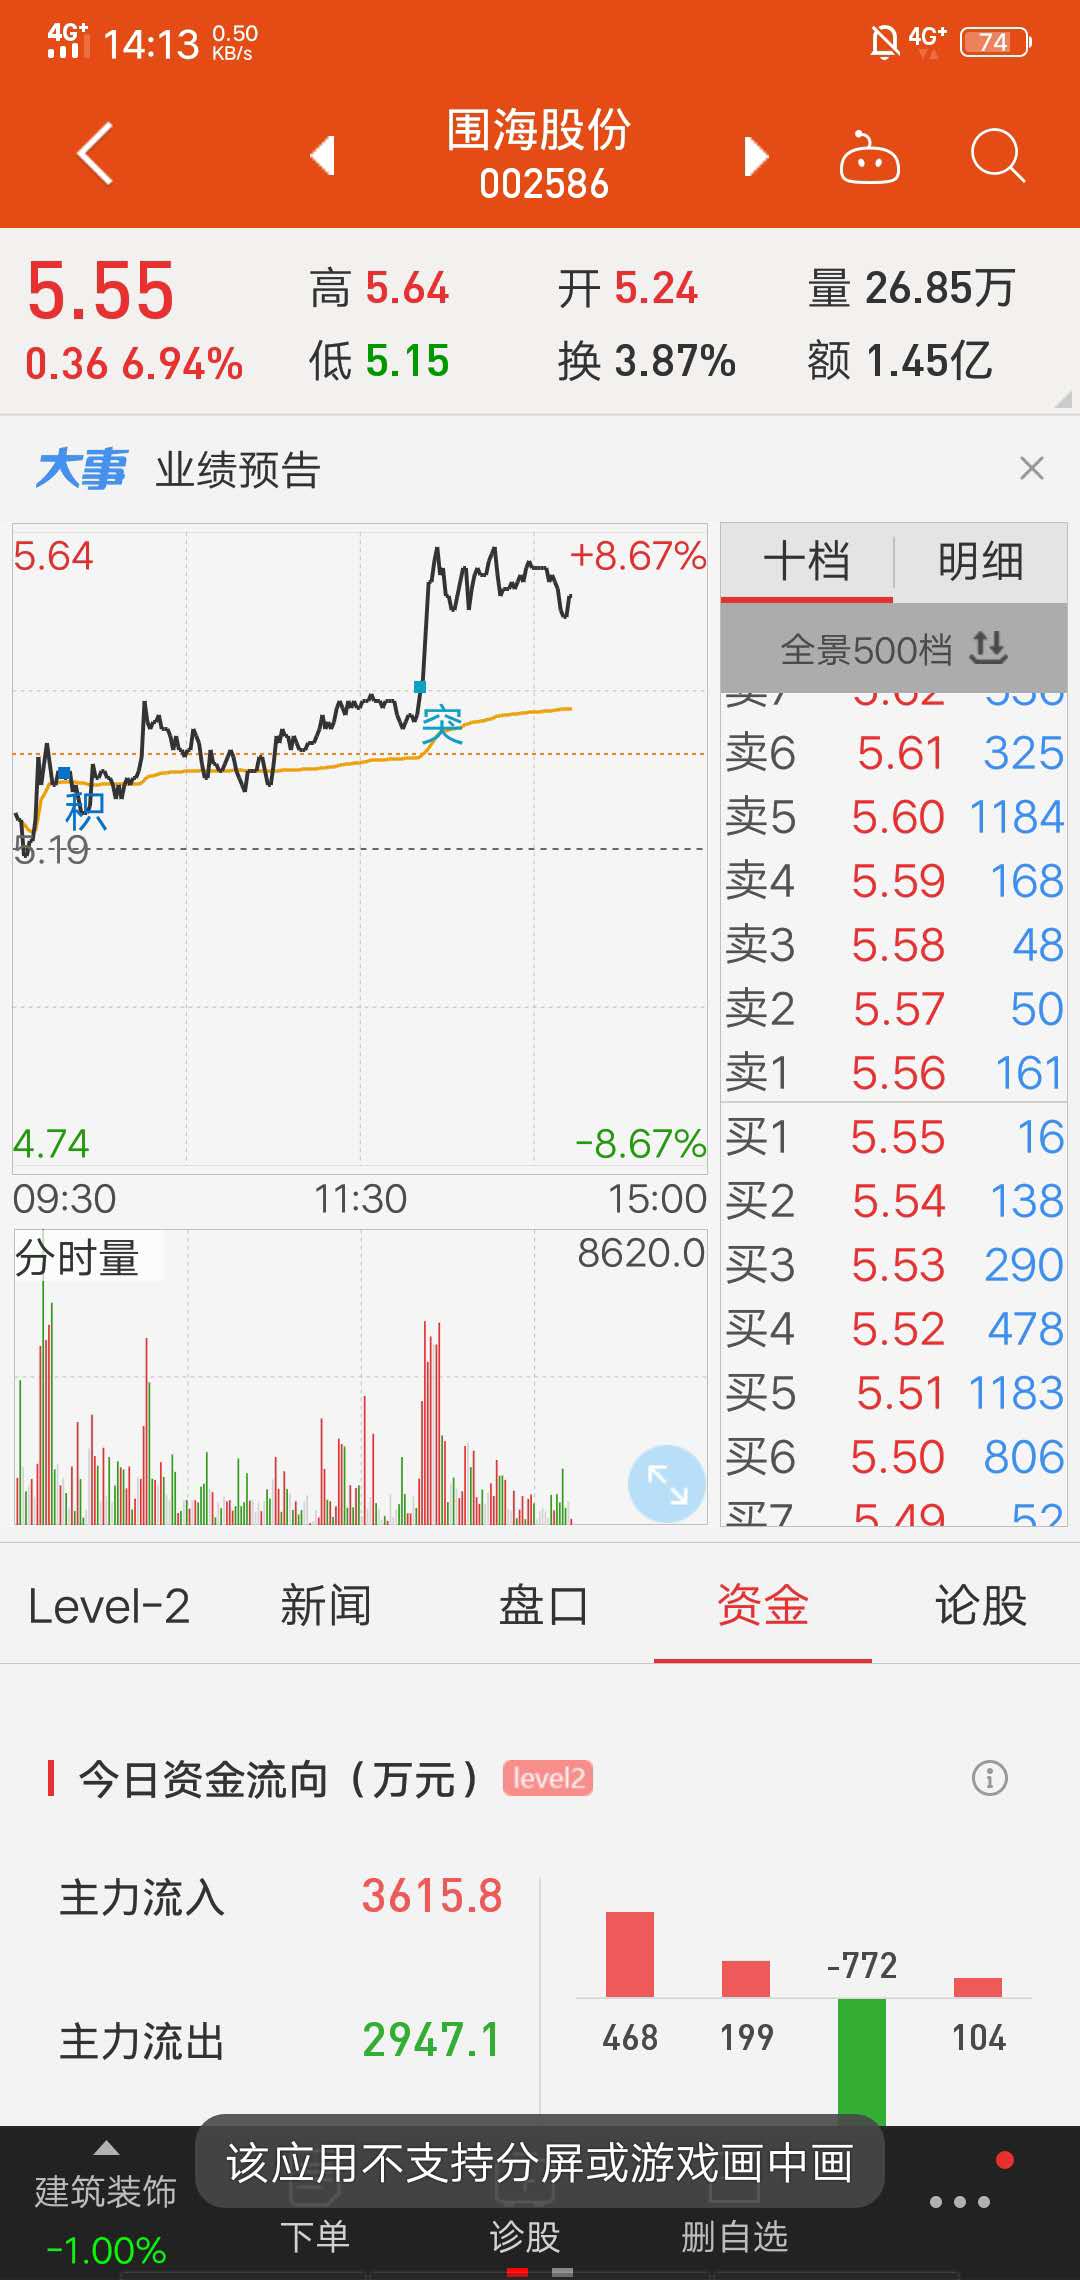 4G+ 14:13 0.50 KB/s 4G+ 74
围海股份
002586
5.55 高 5.64 开 5.24 量 26.85万
0.36 6.94% 低 5.15 换 3.87% 额 1.45亿
大事 业绩预告
5.64 +8.67%
突
积
5.19
4.74 -8.67%
09:30 11:30 15:00
分时量 8620.0
十档 明细
全景500档
卖7 5.62 556
卖6 5.61 325
卖5 5.60 1184
卖4 5.59 168
卖3 5.58 48
卖2 5.57 50
卖1 5.56 161
买1 5.55 16
买2 5.54 138
买3 5.53 290
买4 5.52 478
买5 5.51 1183
买6 5.50 806
买7 5.49 52
Level-2 新闻 盘口 资金 论股
今日资金流向（万元） level2
主力流入 3615.8
主力流出 2947.1
-772
468 199 104
该应用不支持分屏或游戏画中画
建筑装饰
-1.00%
下单 诊股 删自选